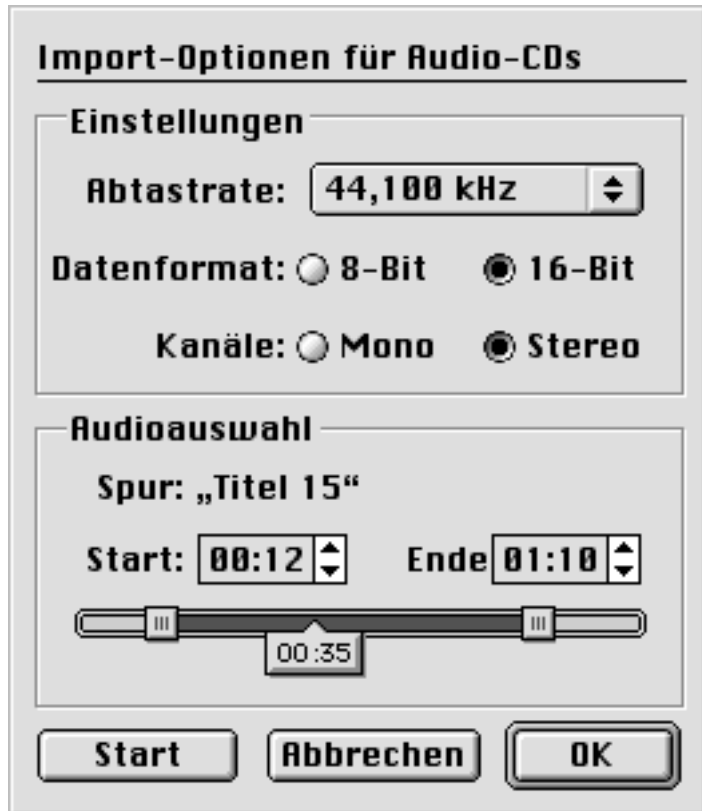 Import-Optionen für Audio-CDs
Einstellungen
Abtastrate: 44,100 kHz
Datenformat: 8-Bit 16-Bit
Kanäle: Mono Stereo
Audioauswahl
Spur: „Titel 15“
Start: 00:12 Ende 01:10
00:35
Start Abbrechen OK